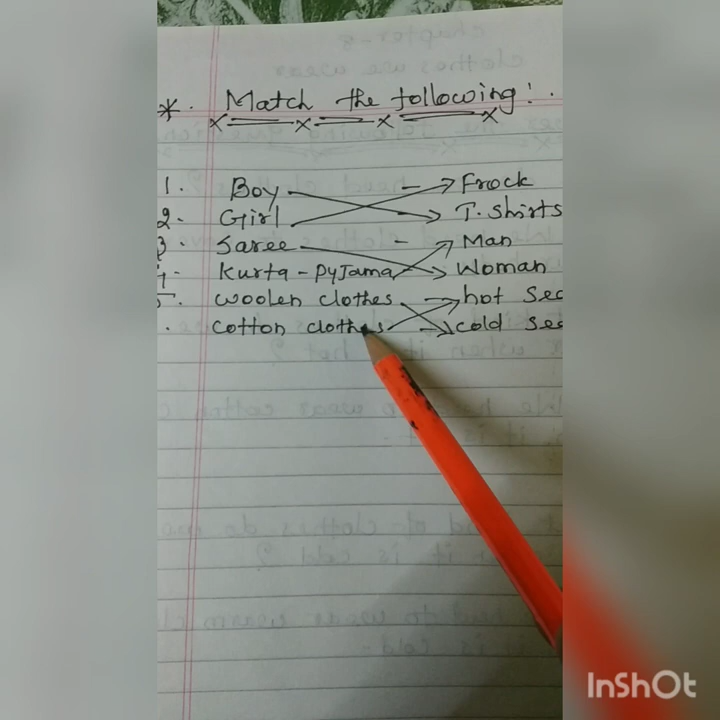 *. Match the following:.
1. Boy – Frock
2. Girl T. Shirts
3. Saree – Man
4. Kurta - PyJama Woman
5. woolen clothes – hot
. cotton clothes – cold
InShOt